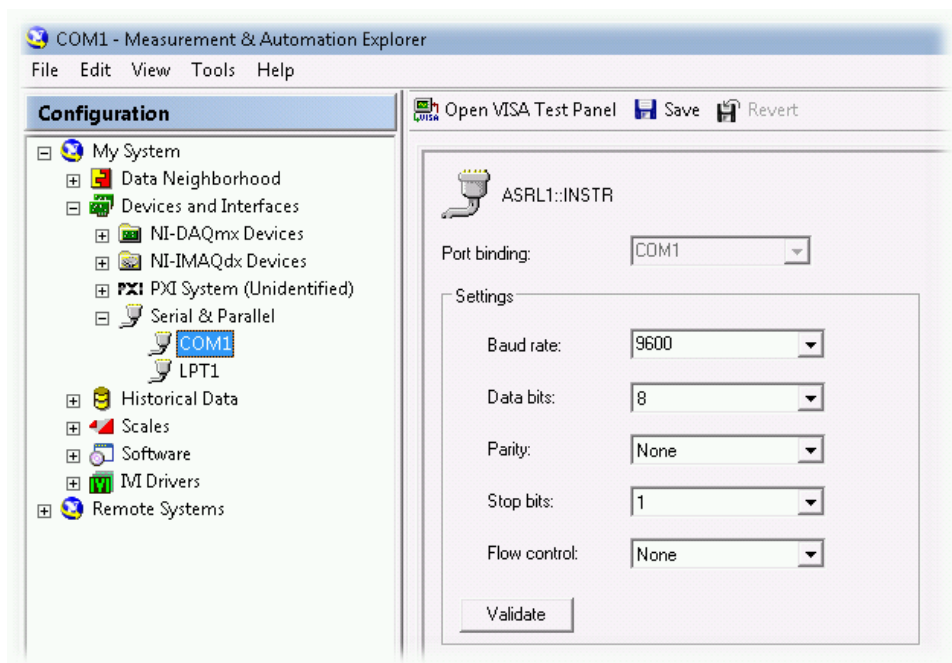 COM1 - Measurement & Automation Explorer
File Edit View Tools Help
Configuration
My System
Data Neighborhood
Devices and Interfaces
NI-DAQmx Devices
NI-IMAQdx Devices
PXI PXI System (Unidentified)
Serial & Parallel
COM1
LPT1
Historical Data
Scales
Software
IVI Drivers
Remote Systems
VISA Open VISA Test Panel Save Revert
ASRL1::INSTR
Port binding: COM1
Settings
Baud rate: 9600
Data bits: 8
Parity: None
Stop bits: 1
Flow control: None
Validate